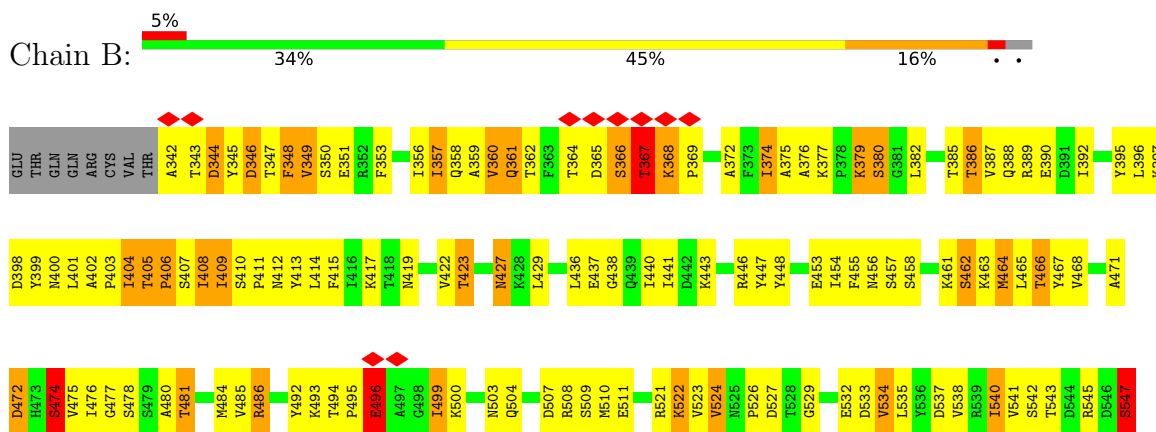 5%
Chain B:
34% 45% 16% • •
GLU THR GLN GLN ARG CYS VAL THR A342 T343 D344 Y345 D346 T347 F348 V349 S350 E351 R352 F353 I356 I357 Q358 A359 V360 Q361 T362 F363 T364 D365 S366 T367 K368 P369 A372 F373 I374 A375 A376 K377 P378 K379 S380 G381 L382 T385 T386 V387 Q388 R389 E390 D391 I392 Y395 L396 K397
D398 Y399 N400 L401 A402 P403 I404 T405 P406 S407 I408 I409 S410 P411 N412 Y413 L414 F415 I416 K417 T418 N419 V422 T423 N427 K428 L429 L436 E437 G438 Q439 I440 I441 D442 K443 R446 Y447 Y448 E453 I454 F455 N456 S457 S458 K461 S462 K463 M464 L465 T466 Y467 V468 A471
D472 H473 S474 V475 I476 G477 S478 S479 A480 T481 M484 V485 R486 Y492 K493 T494 P495 E496 A497 G498 I499 K500 N503 Q504 D507 R508 S509 M510 E511 R521 K522 V523 V524 N525 P526 D527 T528 G529 E532 D533 V534 L535 Y536 D537 V538 R539 I540 V541 S542 T543 D544 R545 D546 S547